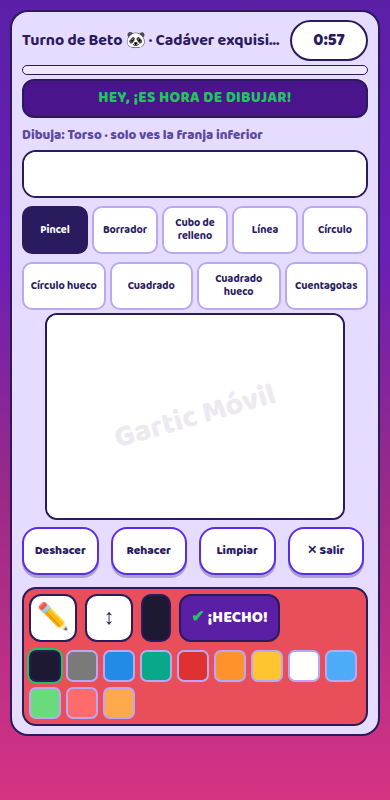 Turno de Beto 🐼 · Cadáver exquisi...
0:57
HEY, ¡ES HORA DE DIBUJAR!
Dibuja: Torso · solo ves la franja inferior
Pincel
Borrador
Cubo de
relleno
Línea
Círculo
Círculo hueco
Cuadrado
Cuadrado
hueco
Cuentagotas
Gartic Móvil
Deshacer
Rehacer
Limpiar
✕ Salir
✏️
↕
✔ ¡HECHO!